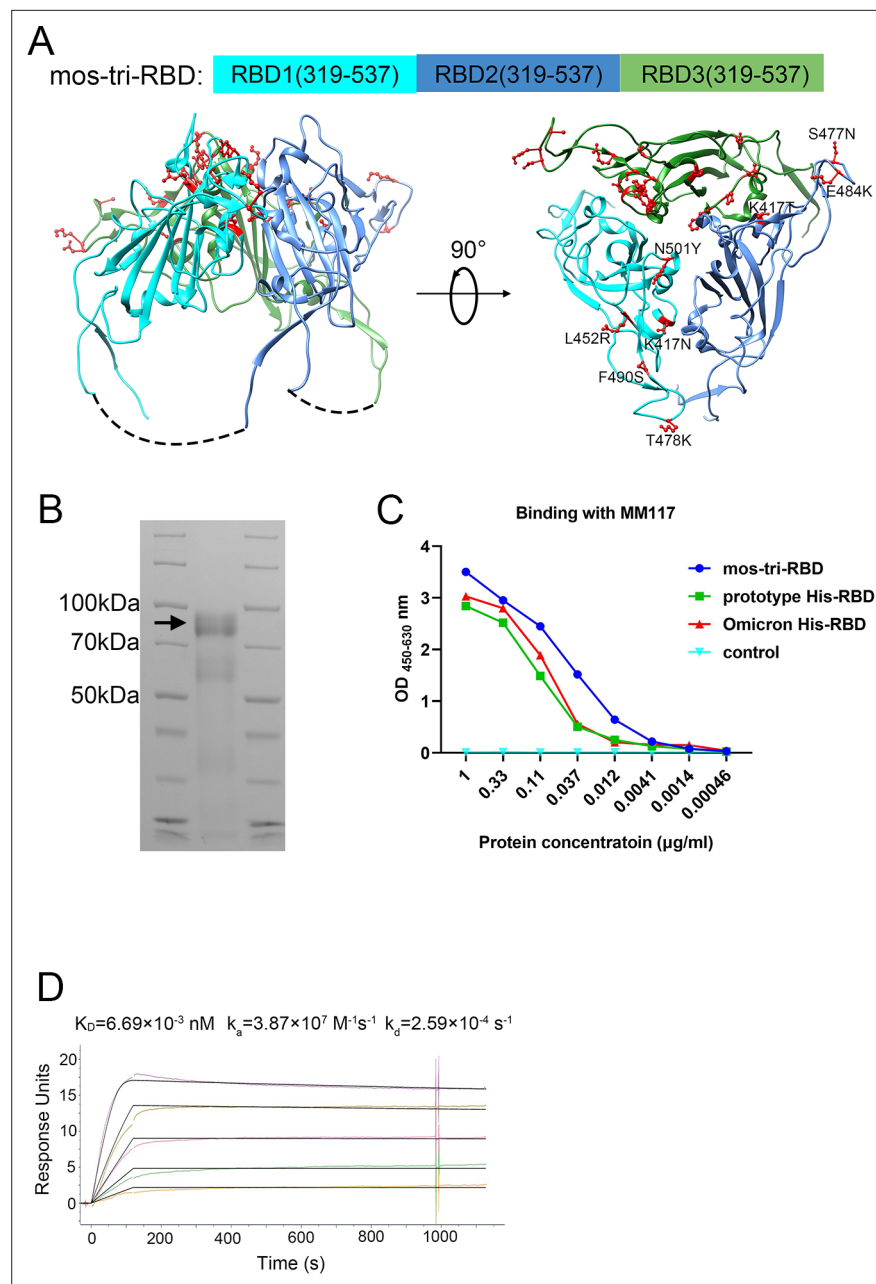 A
mos-tri-RBD: RBD1(319-537) RBD2(319-537) RBD3(319-537)
90°
S477N
E484K
K417T
N501Y
L452R
K417N
F490S
T478K
B
100kDa
70kDa
50kDa
C
Binding with MM117
OD 450-630 nm
4
3
2
1
0
1 0.33 0.11 0.037 0.012 0.0041 0.0014 0.00046
Protein concentratoin (µg/ml)
mos-tri-RBD
prototype His-RBD
Omicron His-RBD
control
D
KD=6.69×10-3 nM ka=3.87×107 M-1s-1 kd=2.59×10-4 s-1
Response Units
20
15
10
5
0
0 200 400 600 800 1000
Time (s)